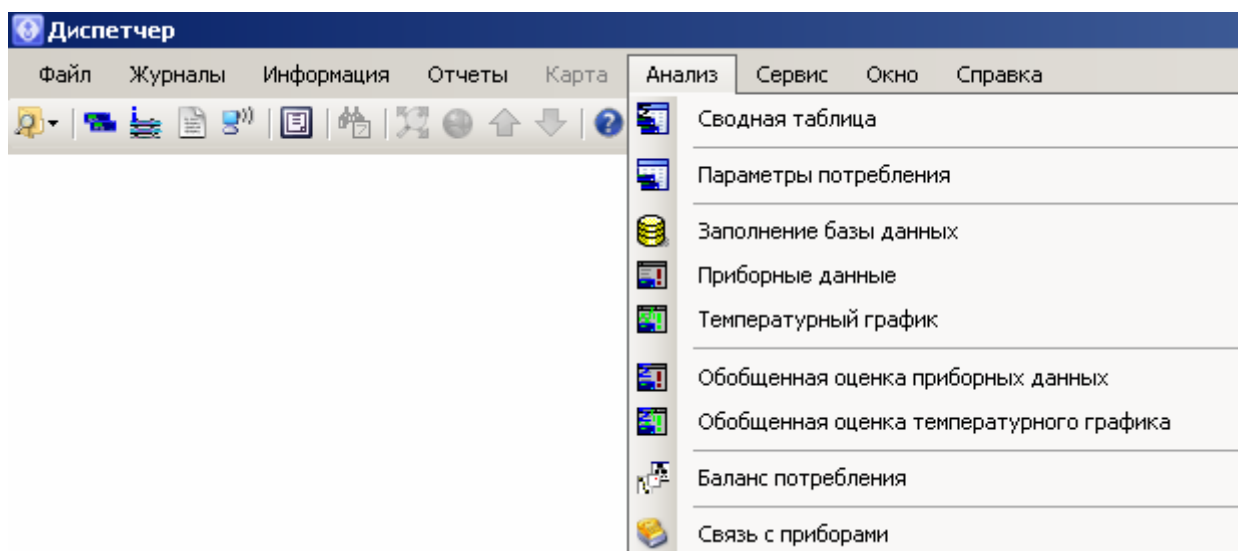 Диспетчер
Файл Журналы Информация Отчеты Карта Анализ Сервис Окно Справка
Сводная таблица
Параметры потребления
Заполнение базы данных
Приборные данные
Температурный график
Обобщенная оценка приборных данных
Обобщенная оценка температурного графика
Баланс потребления
Связь с приборами